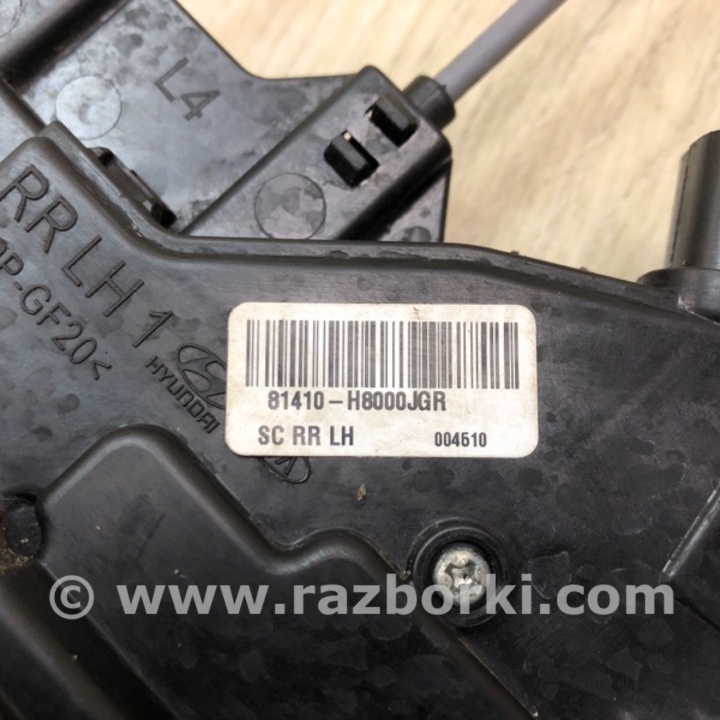 L4
RR LH 1
P-GF20<
HYUNDAI
81410-H8000JGR
SC RR LH 004510
© www.razborki.com